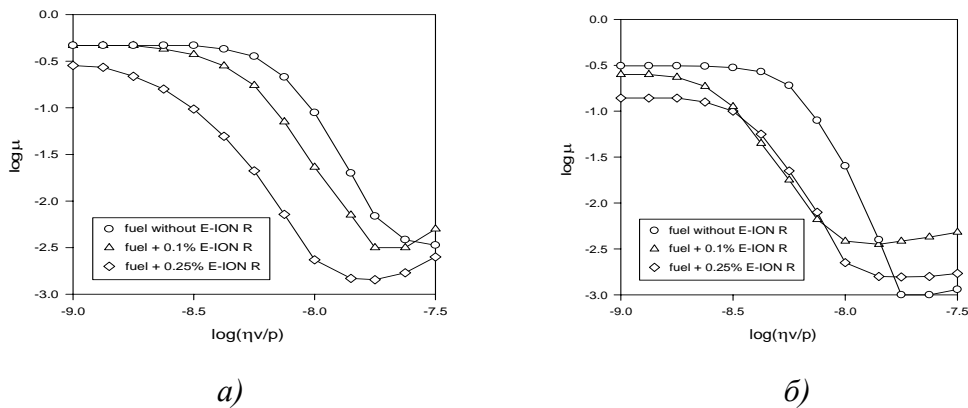 0.0
-0.5
-1.0
-1.5
-2.0
-2.5
-3.0
logμ
fuel without E-ION R
fuel + 0.1% E-ION R
fuel + 0.25% E-ION R
-9.0 -8.5 -8.0 -7.5
log(ηv/p)
а)
0.0
-0.5
-1.0
-1.5
-2.0
-2.5
-3.0
logμ
fuel without E-ION R
fuel + 0.1% E-ION R
fuel + 0.25% E-ION R
-9.0 -8.5 -8.0 -7.5
log(ηv/p)
б)